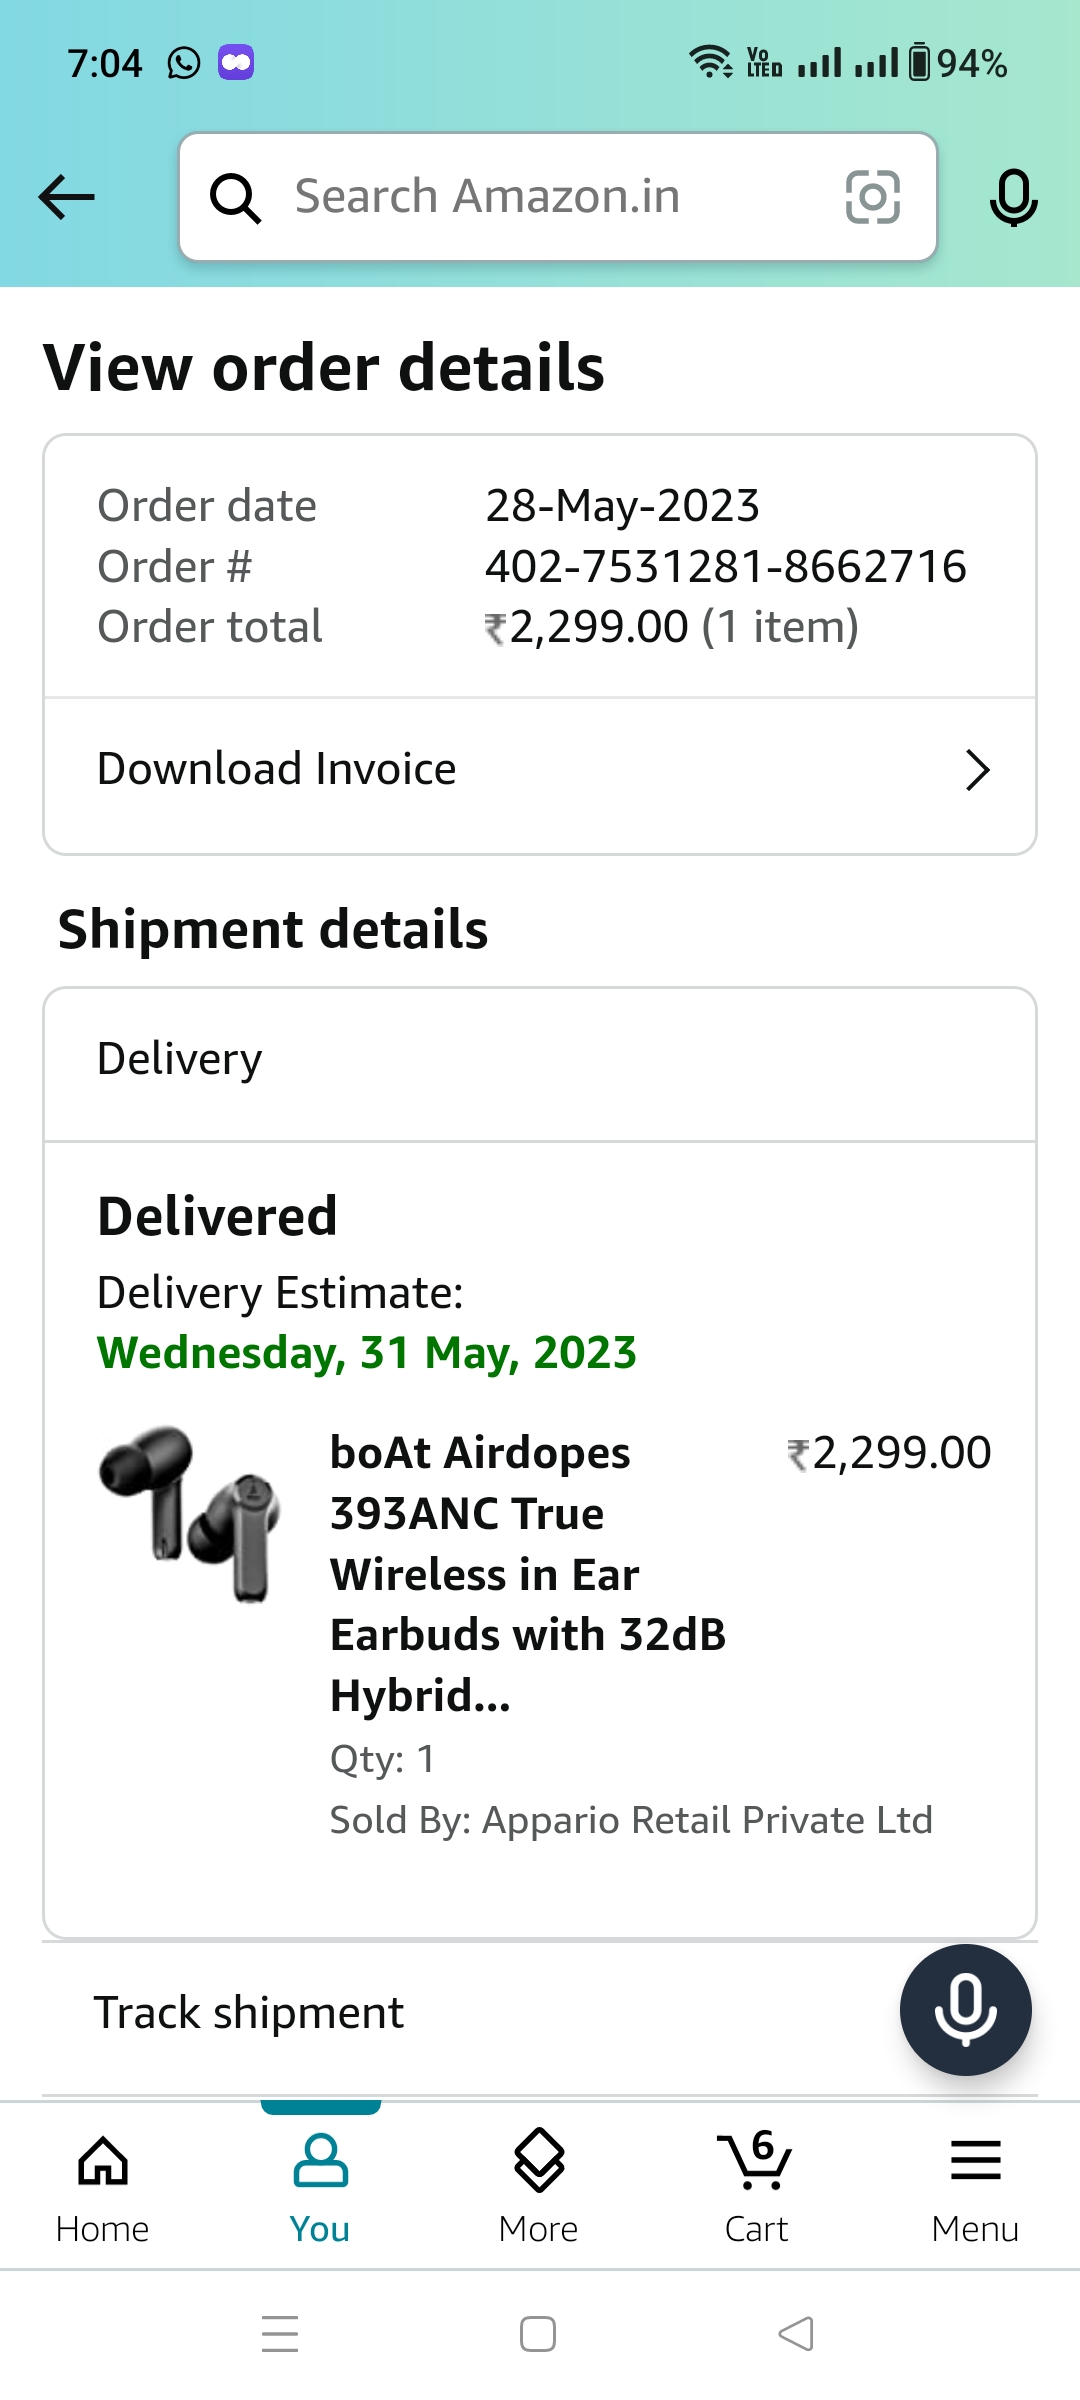 7:04 Vo LTED 94%
Search Amazon.in
View order details
Order date 28-May-2023
Order # 402-7531281-8662716
Order total ₹2,299.00 (1 item)
Download Invoice
Shipment details
Delivery
Delivered
Delivery Estimate:
Wednesday, 31 May, 2023
boAt Airdopes ₹2,299.00
393ANC True
Wireless in Ear
Earbuds with 32dB
Hybrid...
Qty: 1
Sold By: Appario Retail Private Ltd
Track shipment
6
Home You More Cart Menu